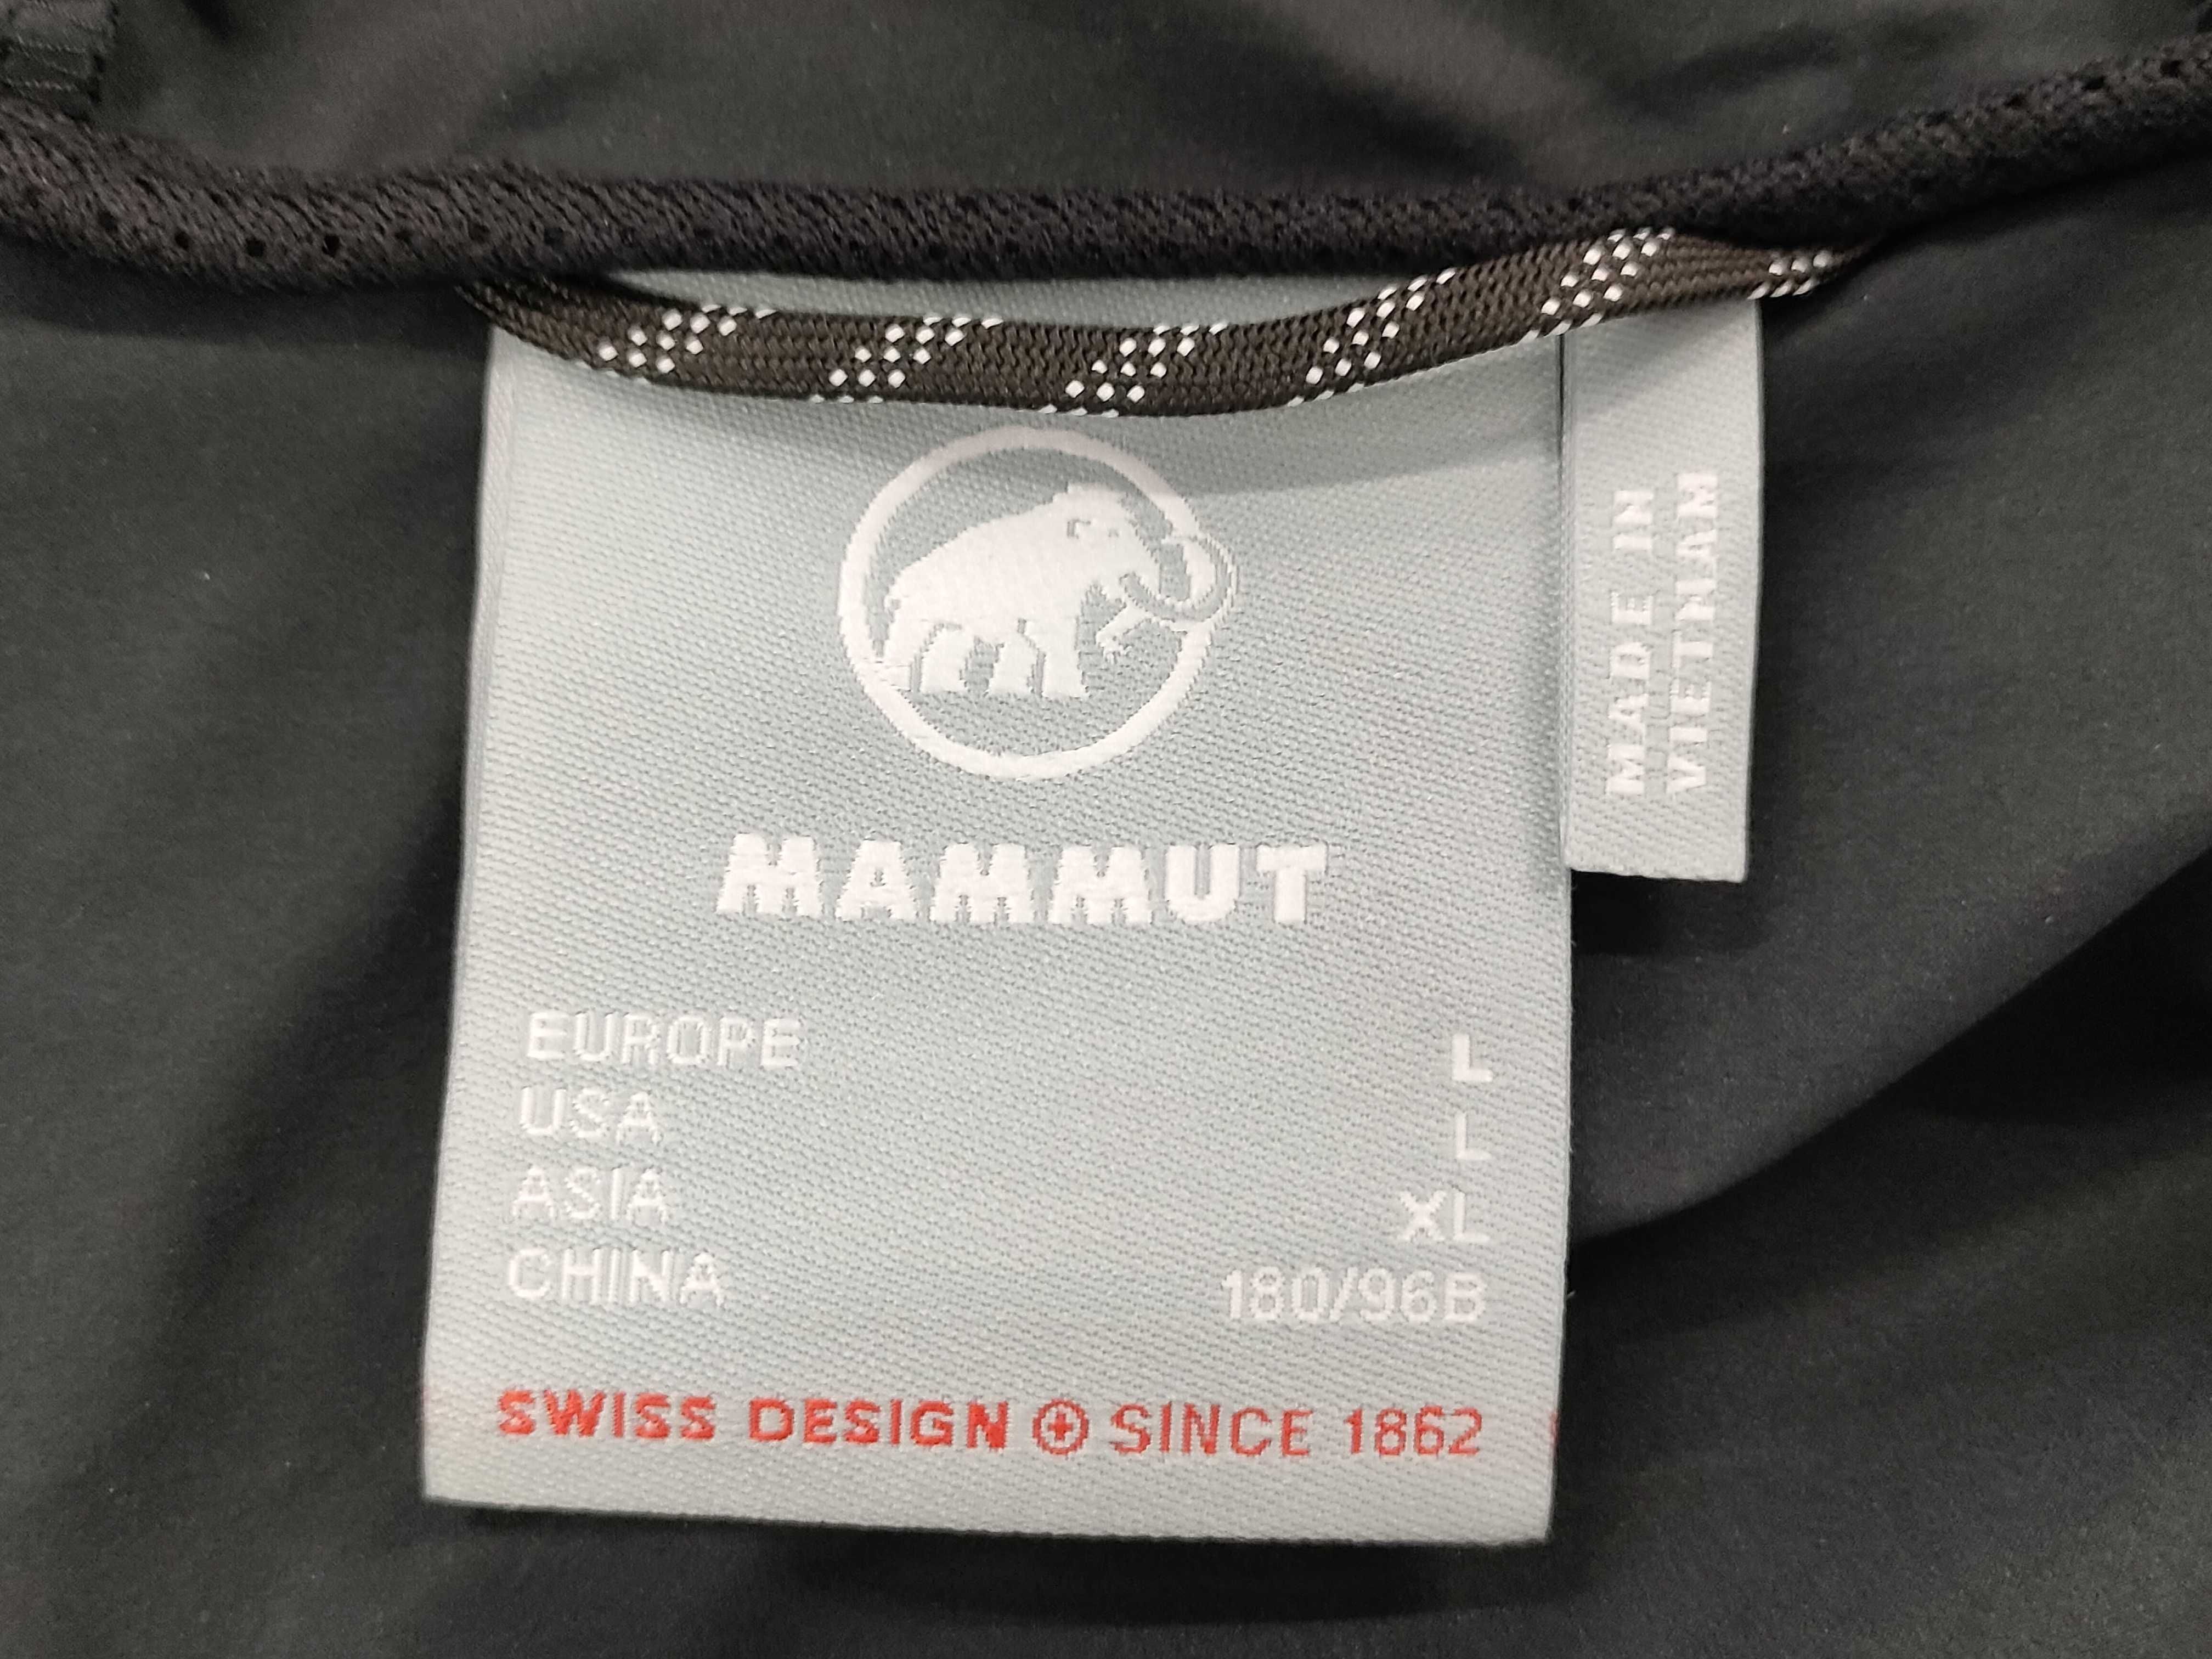 MAMMUT
EUROPE L
USA L
ASIA XL
CHINA 180/96B
SWISS DESIGN SINCE 1862
MADE IN
VIETNAM